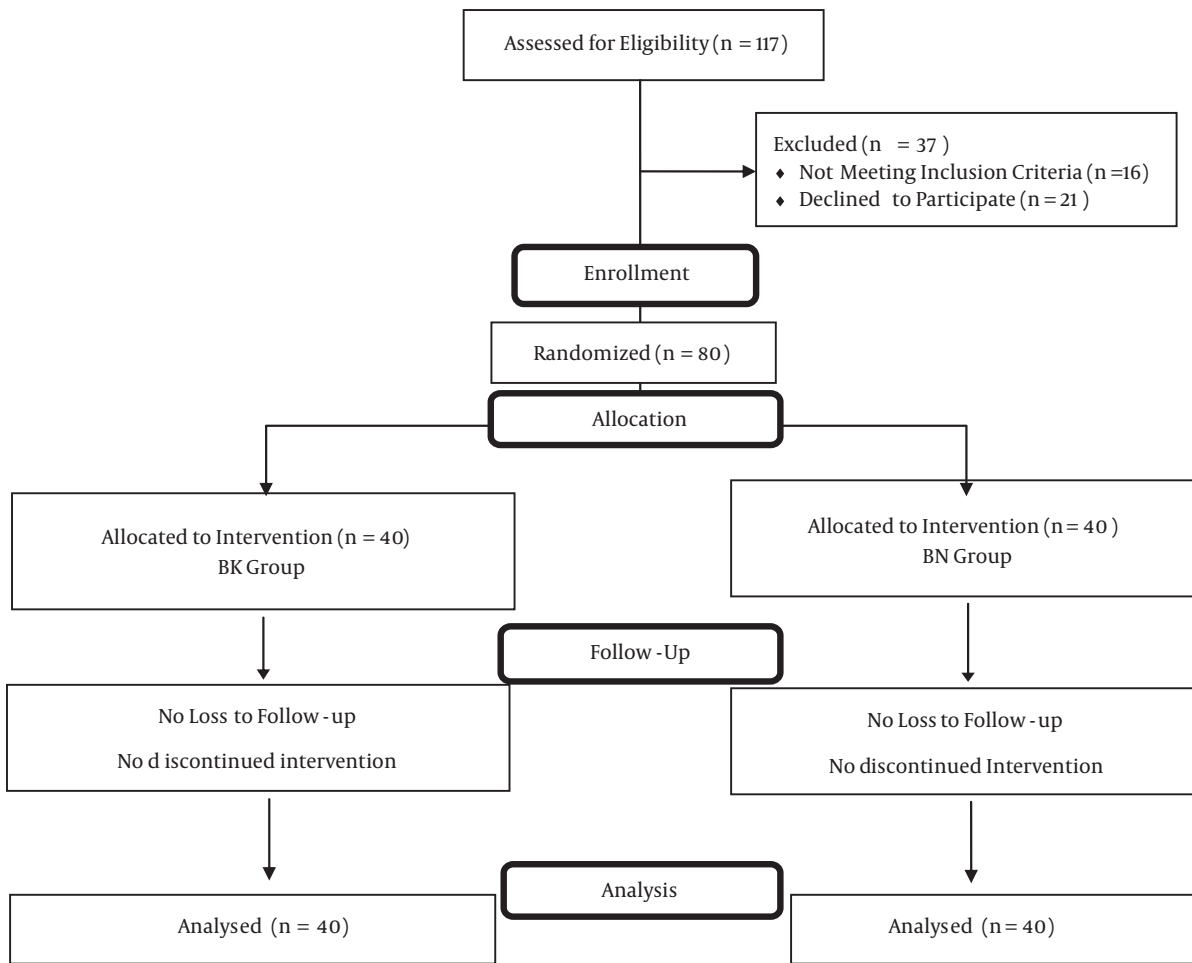 Assessed for Eligibility (n = 117)
Excluded (n = 37 )
♦ Not Meeting Inclusion Criteria (n =16)
♦ Declined to Participate (n = 21 )
Enrollment
Randomized (n = 80)
Allocation
Allocated to Intervention (n = 40)
BK Group
Allocated to Intervention (n = 40 )
BN Group
Follow -Up
No Loss to Follow - up
No d iscontinued intervention
No Loss to Follow - up
No discontinued Intervention
Analysis
Analysed (n = 40)
Analysed (n = 40)